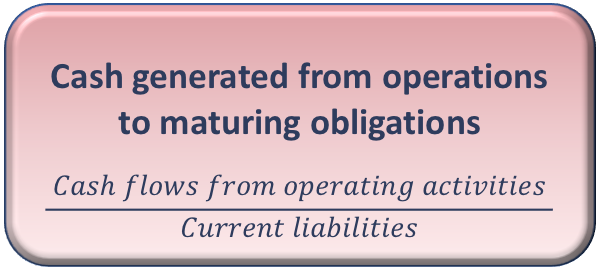 Cash generated from operations
to maturing obligations
Cash flows from operating activities
Current liabilities